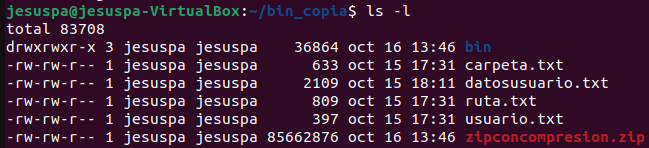 jesuspa@jesuspa-VirtualBox:~/bin_copia$ ls -l
total 83708
drwxrwxr-x 3 jesuspa jesuspa    36864 oct 16 13:46 bin
-rw-rw-r-- 1 jesuspa jesuspa      633 oct 15 17:31 carpeta.txt
-rw-rw-r-- 1 jesuspa jesuspa     2109 oct 15 18:11 datosusuario.txt
-rw-rw-r-- 1 jesuspa jesuspa      809 oct 15 17:31 ruta.txt
-rw-rw-r-- 1 jesuspa jesuspa      397 oct 15 17:31 usuario.txt
-rw-rw-r-- 1 jesuspa jesuspa 85662876 oct 16 13:46 zipconcompresion.zip